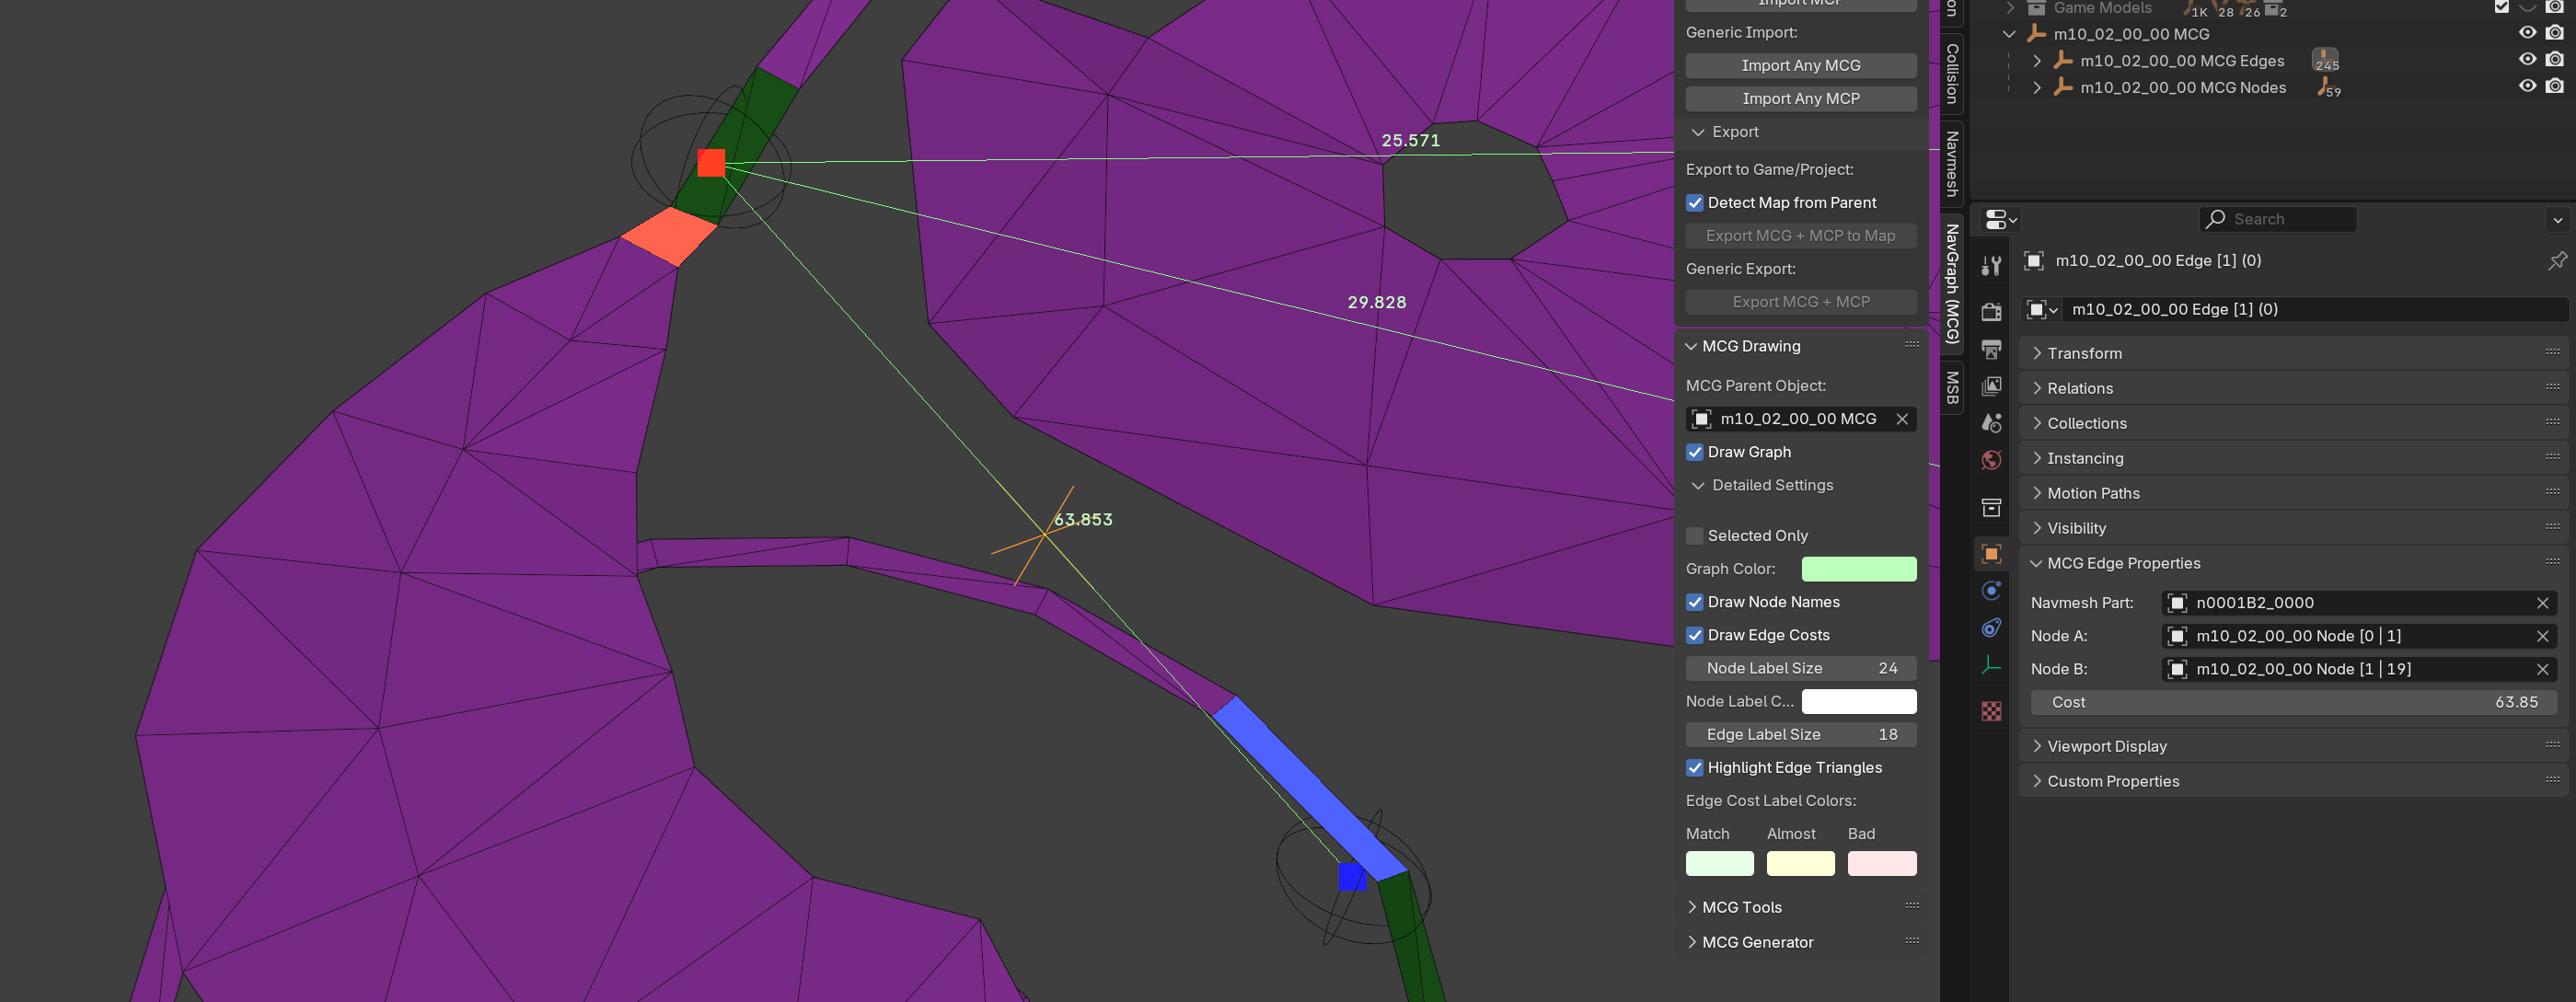 25.571
29.828
63.853
Import MCP
Generic Import:
Import Any MCG
Import Any MCP
Export
Export to Game/Project:
Detect Map from Parent
Export MCG + MCP to Map
Generic Export:
Export MCG + MCP
MCG Drawing
MCG Parent Object:
m10_02_00_00 MCG
Draw Graph
Detailed Settings
Selected Only
Graph Color:
Draw Node Names
Draw Edge Costs
Node Label Size 24
Node Label C...
Edge Label Size 18
Highlight Edge Triangles
Edge Cost Label Colors:
Match Almost Bad
MCG Tools
MCG Generator
on
Collision
Navmesh
NavGraph (MCG)
MSB
Game Models 1K 28 26 2
m10_02_00_00 MCG
m10_02_00_00 MCG Edges 245
m10_02_00_00 MCG Nodes 59
Search
m10_02_00_00 Edge [1] (0)
m10_02_00_00 Edge [1] (0)
Transform
Relations
Collections
Instancing
Motion Paths
Visibility
MCG Edge Properties
Navmesh Part: n0001B2_0000
Node A: m10_02_00_00 Node [0 | 1]
Node B: m10_02_00_00 Node [1 | 19]
Cost 63.85
Viewport Display
Custom Properties